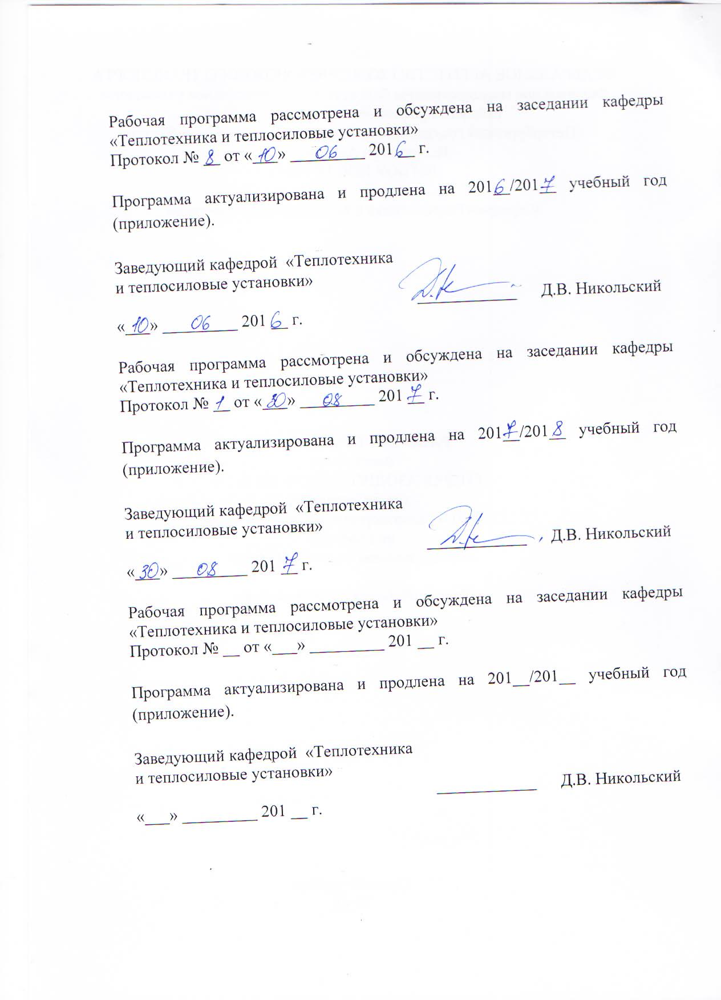 Рабочая программа рассмотрена и обсуждена на заседании кафедры
«Теплотехника и теплосиловые установки»
Протокол № 8 от «10» 06 2016 г.
Программа актуализирована и продлена на 2016/2017 учебный год
(приложение).
Заведующий кафедрой «Теплотехника
и теплосиловые установки»
Д.В. Никольский
«10» 06 2016 г.
Рабочая программа рассмотрена и обсуждена на заседании кафедры
«Теплотехника и теплосиловые установки»
Протокол № 1 от «30» 08 2017 г.
Программа актуализирована и продлена на 2017/2018 учебный год
(приложение).
Заведующий кафедрой «Теплотехника
и теплосиловые установки»
Д.В. Никольский
«30» 08 2017 г.
Рабочая программа рассмотрена и обсуждена на заседании кафедры
«Теплотехника и теплосиловые установки»
Протокол № __ от «___» _________ 201 __ г.
Программа актуализирована и продлена на 201__/201__ учебный год
(приложение).
Заведующий кафедрой «Теплотехника
и теплосиловые установки»
____________ Д.В. Никольский
«___» _________ 201 __ г.